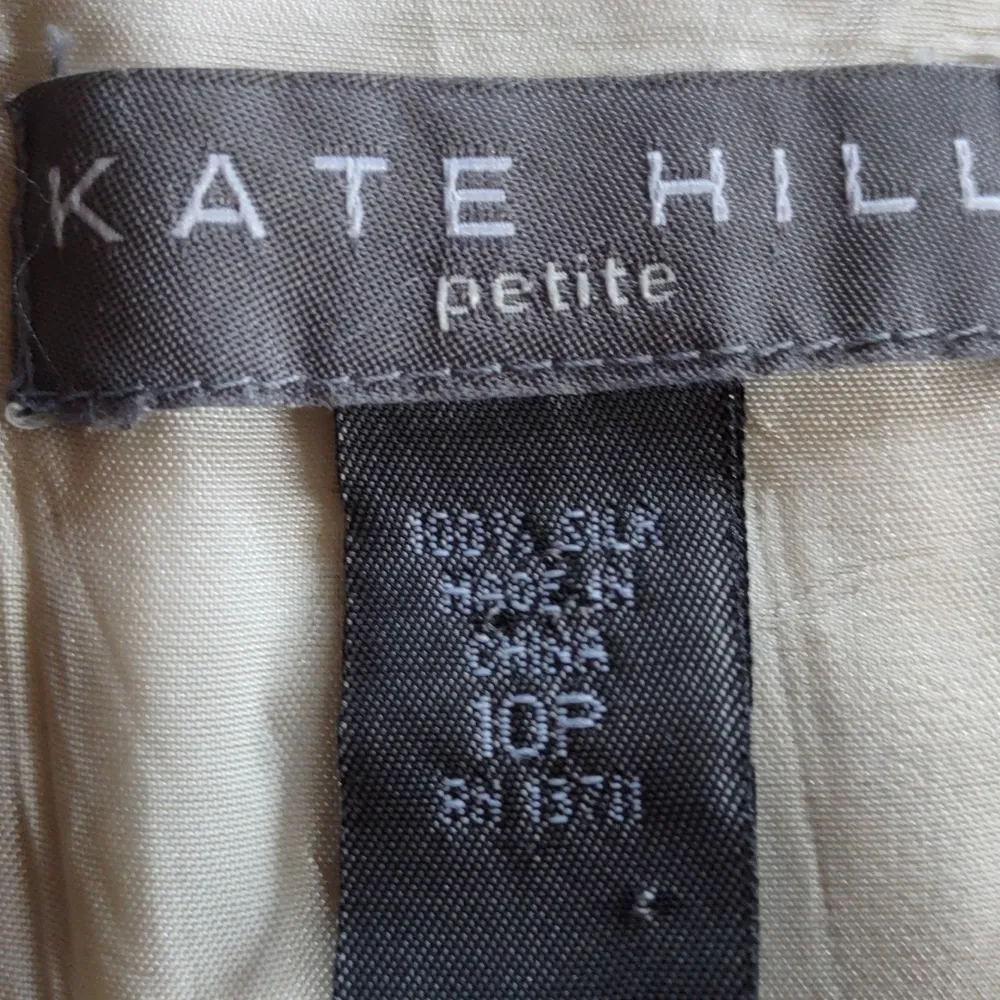 KATE HILL
petite
100% SILK
MADE IN
CHINA
10P